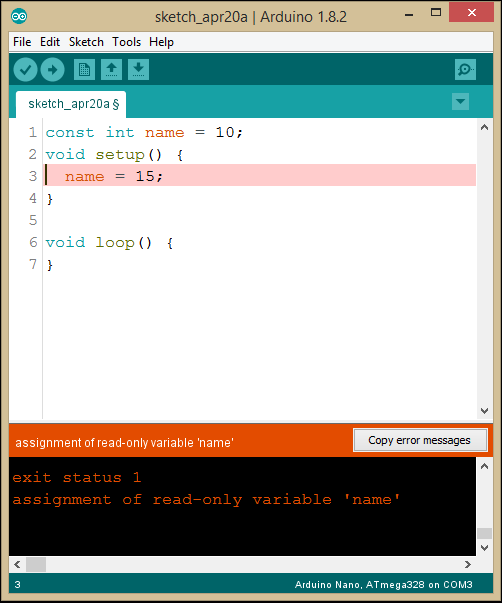 sketch_apr20a | Arduino 1.8.2
File Edit Sketch Tools Help
sketch_apr20a §
1 const int name = 10;
2 void setup() {
3   name = 15;
4 }
5
6 void loop() {
7 }
assignment of read-only variable 'name'
Copy error messages
exit status 1
assignment of read-only variable 'name'
3
Arduino Nano, ATmega328 on COM3